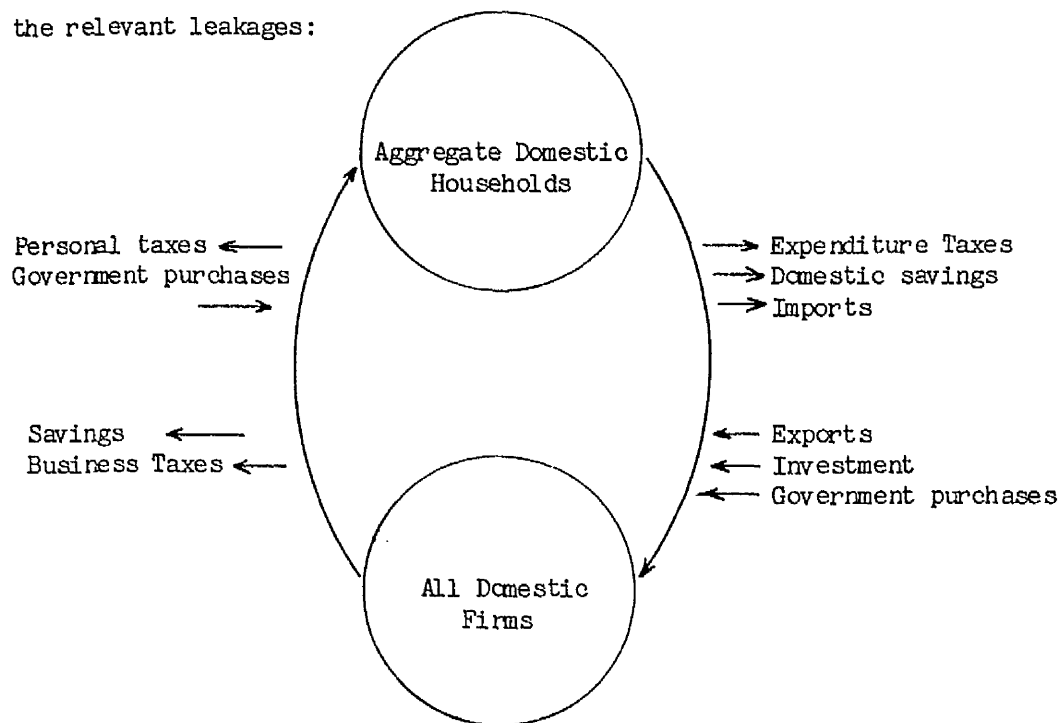 the relevant leakages:
Aggregate Domestic
Households
Personal taxes
Government purchases
Expenditure Taxes
Domestic savings
Imports
Savings
Business Taxes
Exports
Investment
Government purchases
All Domestic
Firms